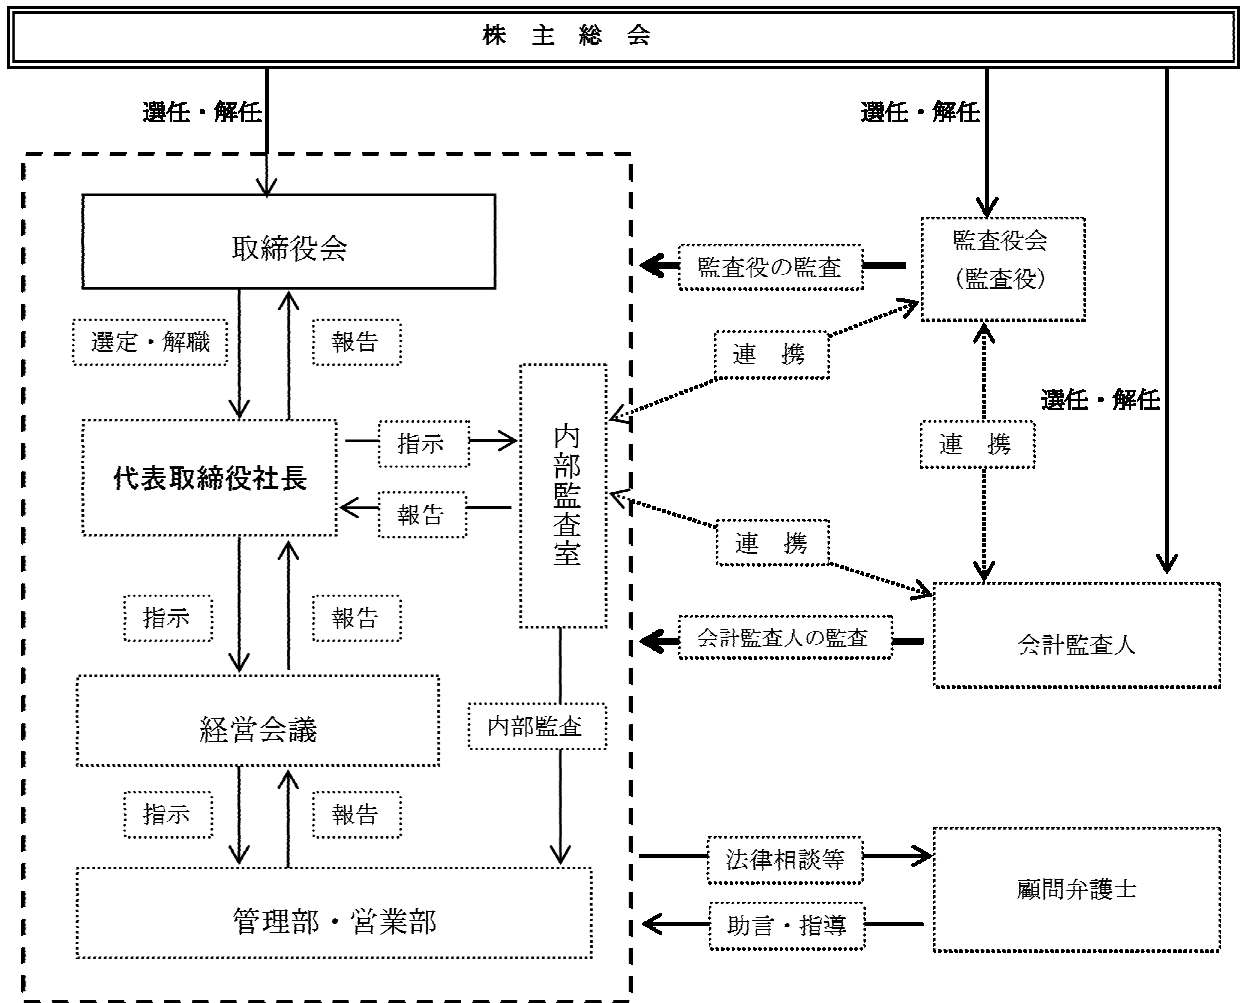 株 主 総 会
選任・解任
選任・解任
取締役会
監査役会
（監査役）
監査役の監査
選定・解職
報告
連 携
選任・解任
代表取締役社長
指示
報告
内部監査室
連 携
連 携
指示
報告
会計監査人の監査
会計監査人
経営会議
内部監査
指示
報告
法律相談等
顧問弁護士
助言・指導
管理部・営業部